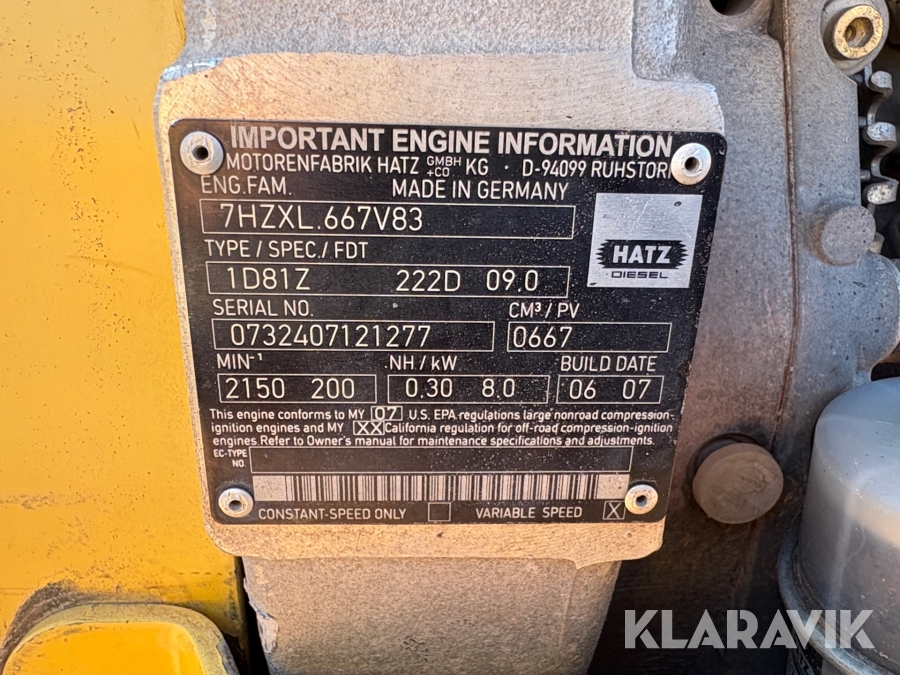 IMPORTANT ENGINE INFORMATION
MOTORENFABRIK HATZ GMBH +CO KG · D-94099 RUHSTORF
ENG.FAM. MADE IN GERMANY
7HZXL.667V83
TYPE / SPEC./ FDT
HATZ
DIESEL
1D81Z 222D 09.0
SERIAL NO. CM³ / PV
0732407121277 0667
MIN-¹ NH / kW BUILD DATE
2150 200 0.30 8.0 06 07
This engine conforms to MY 07 U.S. EPA regulations large nonroad compression-
ignition engines and MY XX California regulation for off-road compression-ignition
engines. Refer to Owner's manual for maintenance specifications and adjustments.
EC-TYPE
NO.
CONSTANT-SPEED ONLY VARIABLE SPEED X
KLARAVIK